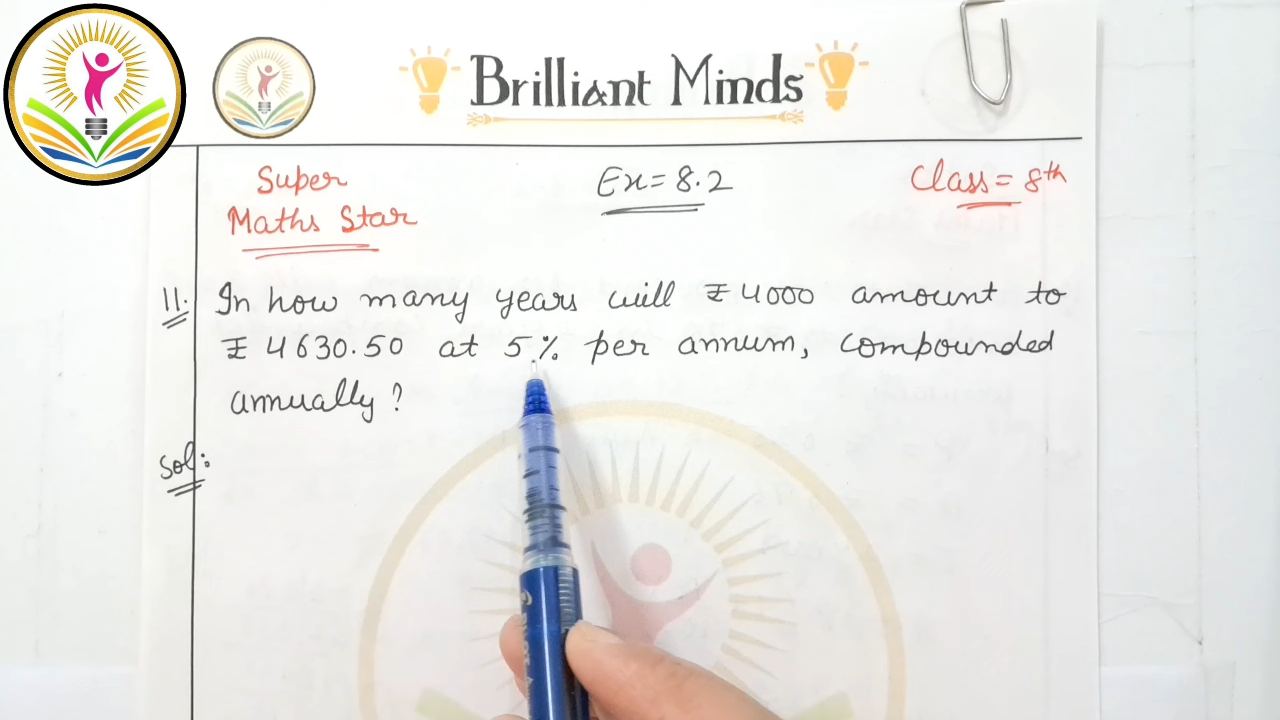 Brilliant Minds
Super
Maths Star
Ex = 8.2
Class = 8th
11. In how many years will ₹ 4000 amount to
₹ 4630.50 at 5% per annum, compounded
annually?
Sol: